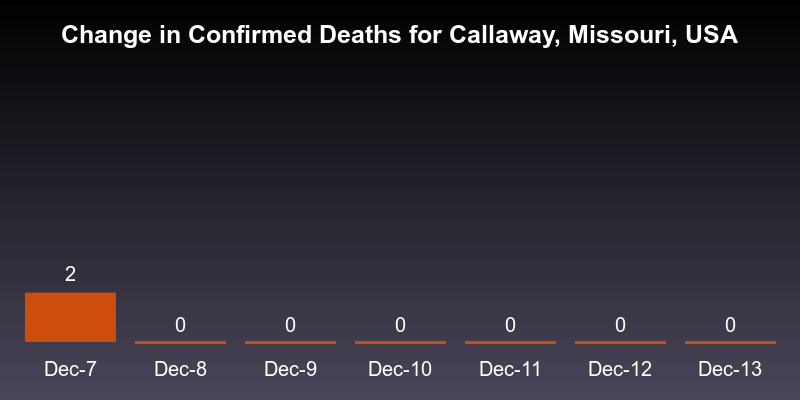 Change in Confirmed Deaths for Callaway, Missouri, USA
2 0 0 0 0 0 0
Dec-7 Dec-8 Dec-9 Dec-10 Dec-11 Dec-12 Dec-13